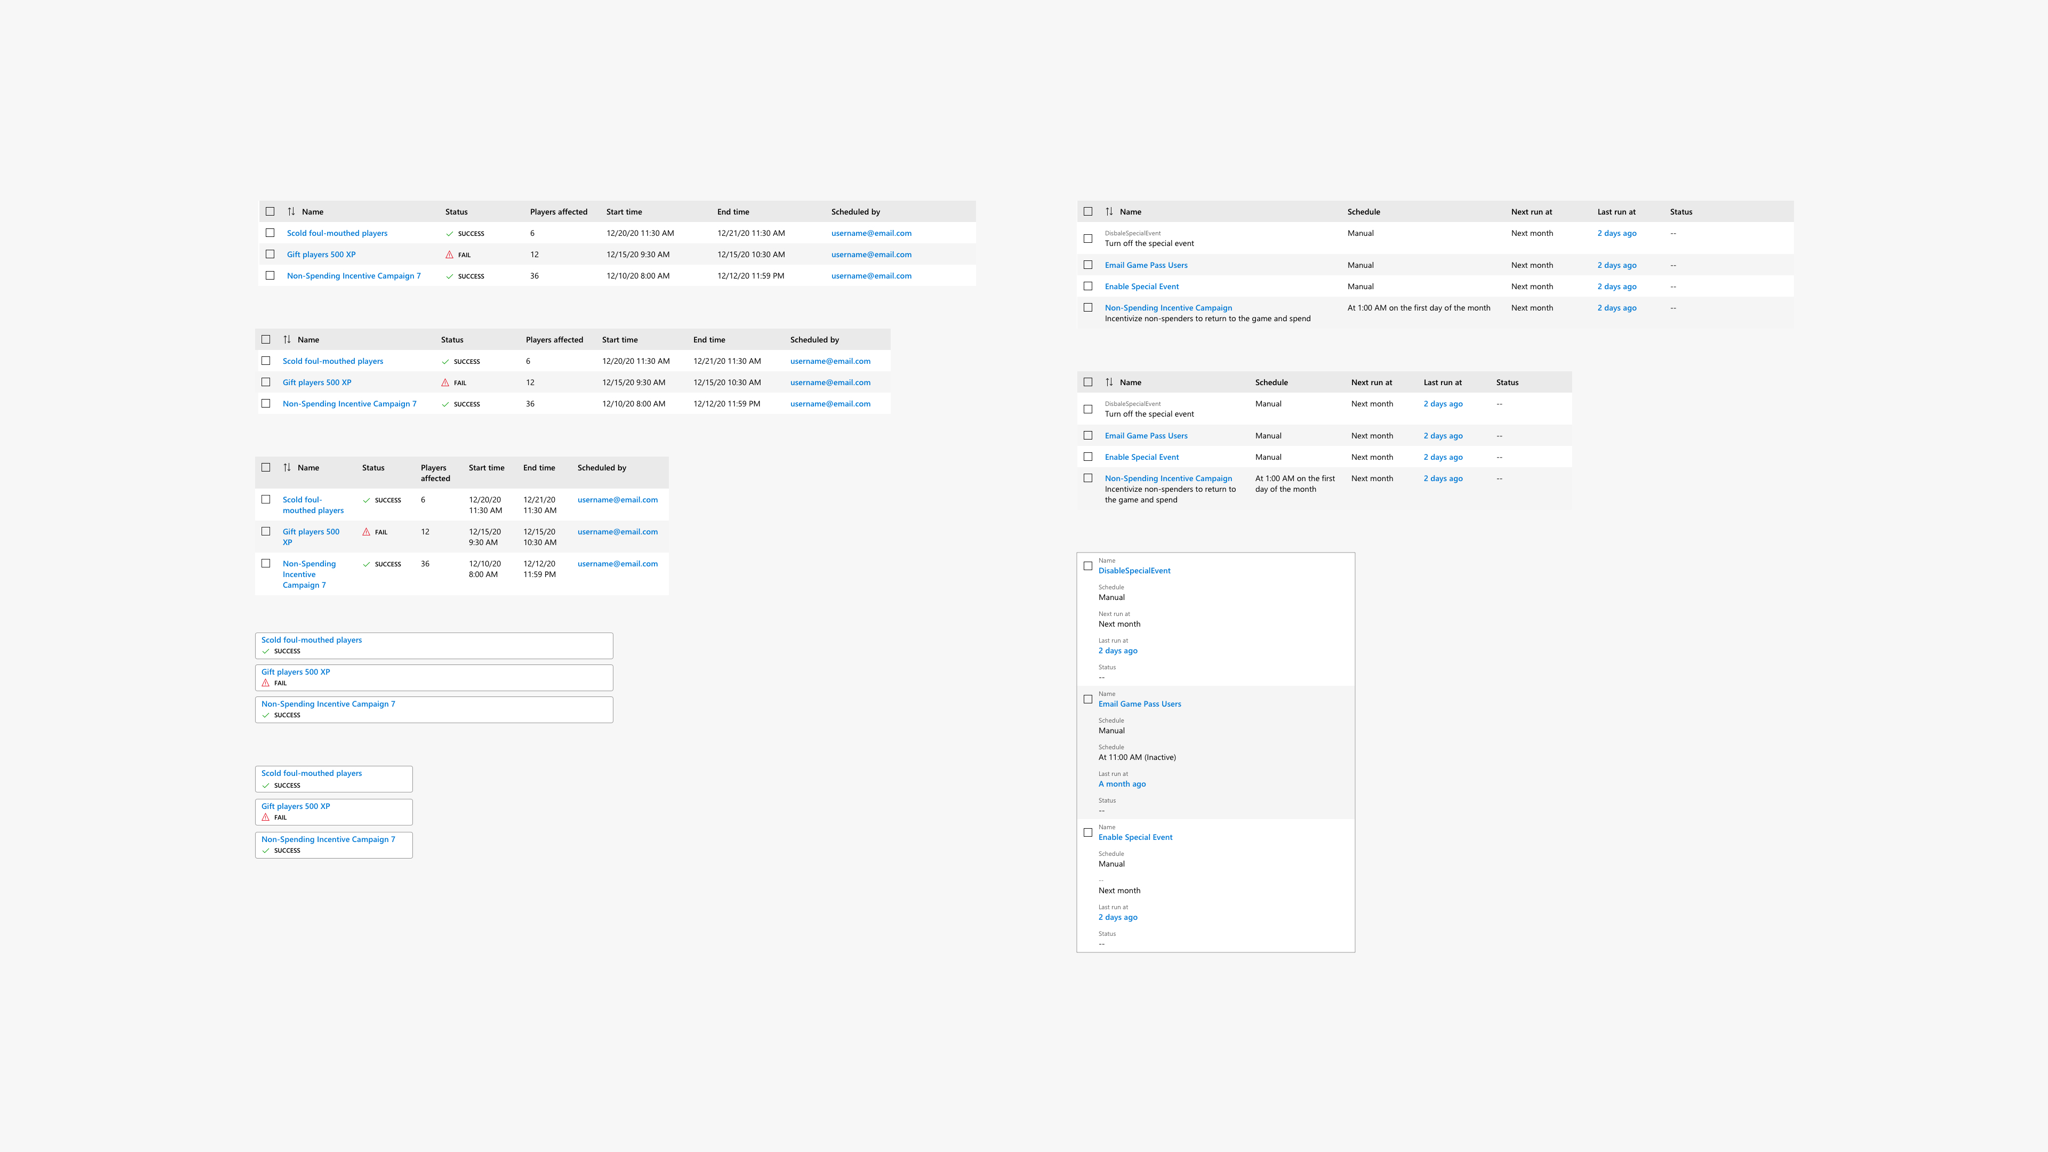 Name Status Players affected Start time End time Scheduled by
Scold foul-mouthed players SUCCESS 6 12/20/20 11:30 AM 12/21/20 11:30 AM username@email.com
Gift players 500 XP FAIL 12 12/15/20 9:30 AM 12/15/20 10:30 AM username@email.com
Non-Spending Incentive Campaign 7 SUCCESS 36 12/10/20 8:00 AM 12/12/20 11:59 PM username@email.com
Name Status Players affected Start time End time Scheduled by
Scold foul-mouthed players SUCCESS 6 12/20/20 11:30 AM 12/21/20 11:30 AM username@email.com
Gift players 500 XP FAIL 12 12/15/20 9:30 AM 12/15/20 10:30 AM username@email.com
Non-Spending Incentive Campaign 7 SUCCESS 36 12/10/20 8:00 AM 12/12/20 11:59 PM username@email.com
Name Status Players Start time End time Scheduled by
affected
Scold foul- SUCCESS 6 12/20/20 12/21/20 username@email.com
mouthed players 11:30 AM 11:30 AM
Gift players 500 FAIL 12 12/15/20 12/15/20 username@email.com
XP 9:30 AM 10:30 AM
Non-Spending SUCCESS 36 12/10/20 12/12/20 username@email.com
Incentive 8:00 AM 11:59 PM
Campaign 7
Scold foul-mouthed players
SUCCESS
Gift players 500 XP
FAIL
Non-Spending Incentive Campaign 7
SUCCESS
Scold foul-mouthed players
SUCCESS
Gift players 500 XP
FAIL
Non-Spending Incentive Campaign 7
SUCCESS
Name Schedule Next run at Last run at Status
DisbaleSpecialEvent Manual Next month 2 days ago --
Turn off the special event
Email Game Pass Users Manual Next month 2 days ago --
Enable Special Event Manual Next month 2 days ago --
Non-Spending Incentive Campaign At 1:00 AM on the first day of the month Next month 2 days ago --
Incentivize non-spenders to return to the game and spend
Name Schedule Next run at Last run at Status
DisbaleSpecialEvent Manual Next month 2 days ago --
Turn off the special event
Email Game Pass Users Manual Next month 2 days ago --
Enable Special Event Manual Next month 2 days ago --
Non-Spending Incentive Campaign At 1:00 AM on the first Next month 2 days ago --
Incentivize non-spenders to return to day of the month
the game and spend
Name
DisableSpecialEvent
Schedule
Manual
Next run at
Next month
Last run at
2 days ago
Status
--
Name
Email Game Pass Users
Schedule
Manual
Schedule
At 11:00 AM (Inactive)
Last run at
A month ago
Status
--
Name
Enable Special Event
Schedule
Manual
--
Next month
Last run at
2 days ago
Status
--